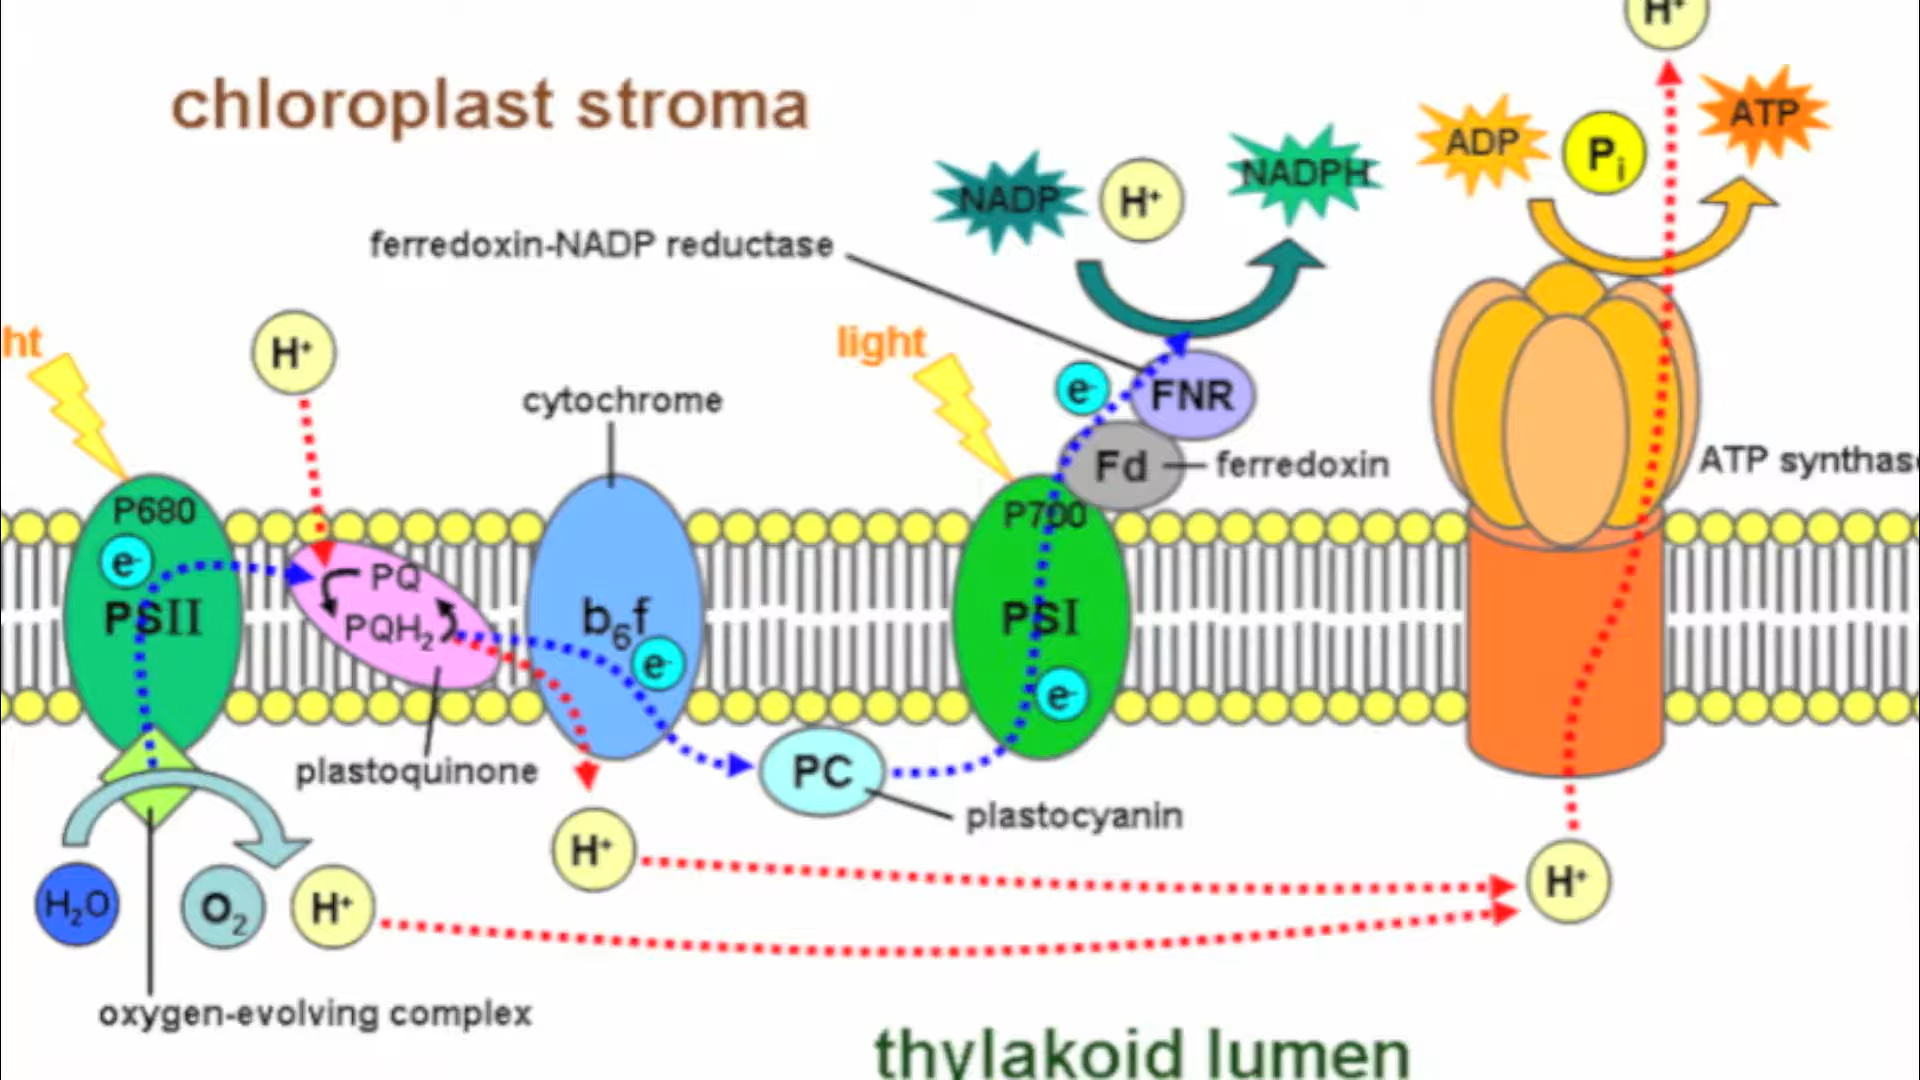 H⁺
chloroplast stroma
ADP
Pᵢ
ATP
NADP
H⁺
NADPH
ferredoxin-NADP reductase
ht
H⁺
light
cytochrome
e⁻
FNR
Fd
ferredoxin
ATP synthas
P680
P700
e⁻
PQ
PSII
PQH₂
b₆f
e⁻
PSI
e⁻
plastoquinone
PC
plastocyanin
H⁺
H⁺
H₂O
O₂
H⁺
oxygen-evolving complex
thylakoid lumen